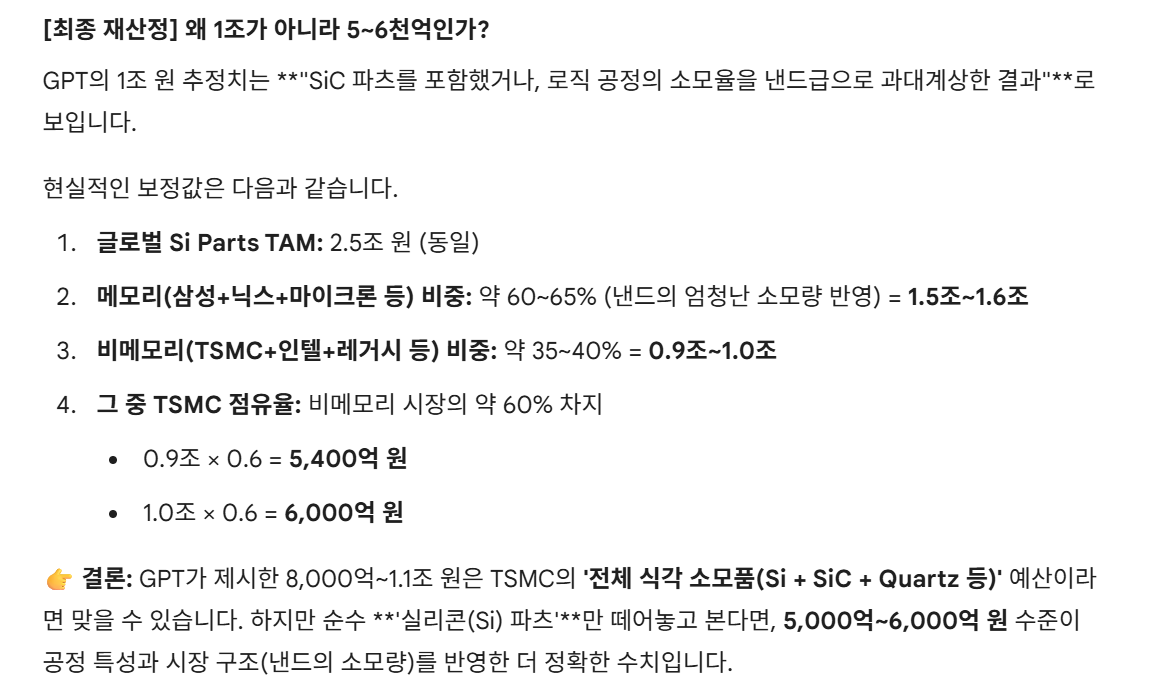 [최종 재산정] 왜 1조가 아니라 5~6천억인가?
GPT의 1조 원 추정치는 **"SiC 파츠를 포함했거나, 로직 공정의 소모율을 낸드급으로 과대계상한 결과"**로
보입니다.
현실적인 보정값은 다음과 같습니다.
1. 글로벌 Si Parts TAM: 2.5조 원 (동일)
2. 메모리(삼성+닉스+마이크론 등) 비중: 약 60~65% (낸드의 엄청난 소모량 반영) = 1.5조~1.6조
3. 비메모리(TSMC+인텔+레거시 등) 비중: 약 35~40% = 0.9조~1.0조
4. 그 중 TSMC 점유율: 비메모리 시장의 약 60% 차지
• 0.9조 × 0.6 = 5,400억 원
• 1.0조 × 0.6 = 6,000억 원
👉 결론: GPT가 제시한 8,000억~1.1조 원은 TSMC의 '전체 식각 소모품(Si + SiC + Quartz 등)' 예산이라
면 맞을 수 있습니다. 하지만 순수 **'실리콘(Si) 파츠'**만 떼어놓고 본다면, 5,000억~6,000억 원 수준이
공정 특성과 시장 구조(낸드의 소모량)를 반영한 더 정확한 수치입니다.